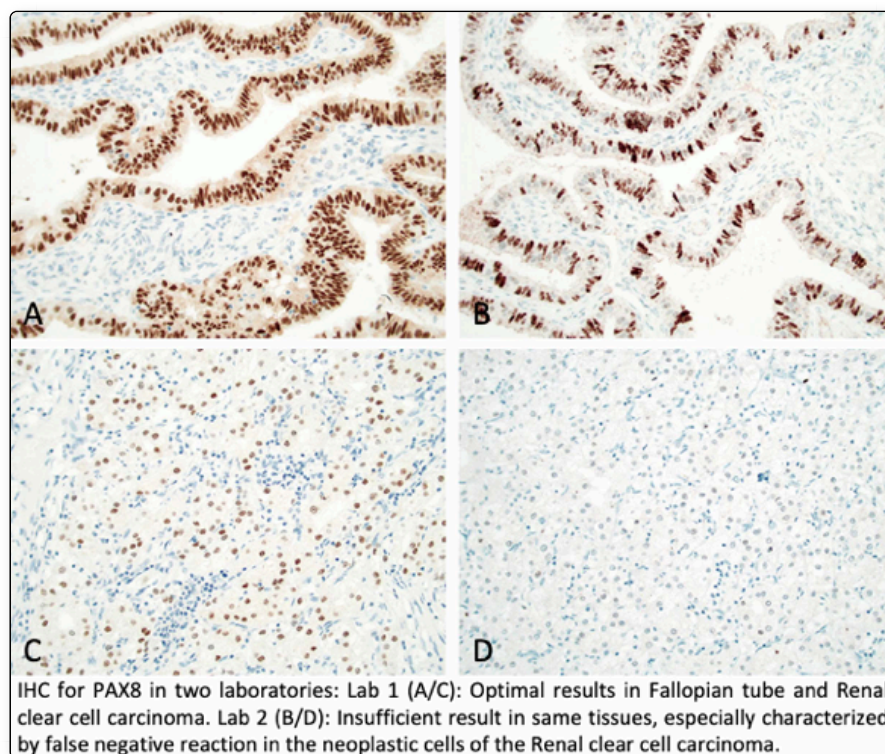 A
B
C
D
IHC for PAX8 in two laboratories: Lab 1 (A/C): Optimal results in Fallopian tube and Renal
clear cell carcinoma. Lab 2 (B/D): Insufficient result in same tissues, especially characterized
by false negative reaction in the neoplastic cells of the Renal clear cell carcinoma.